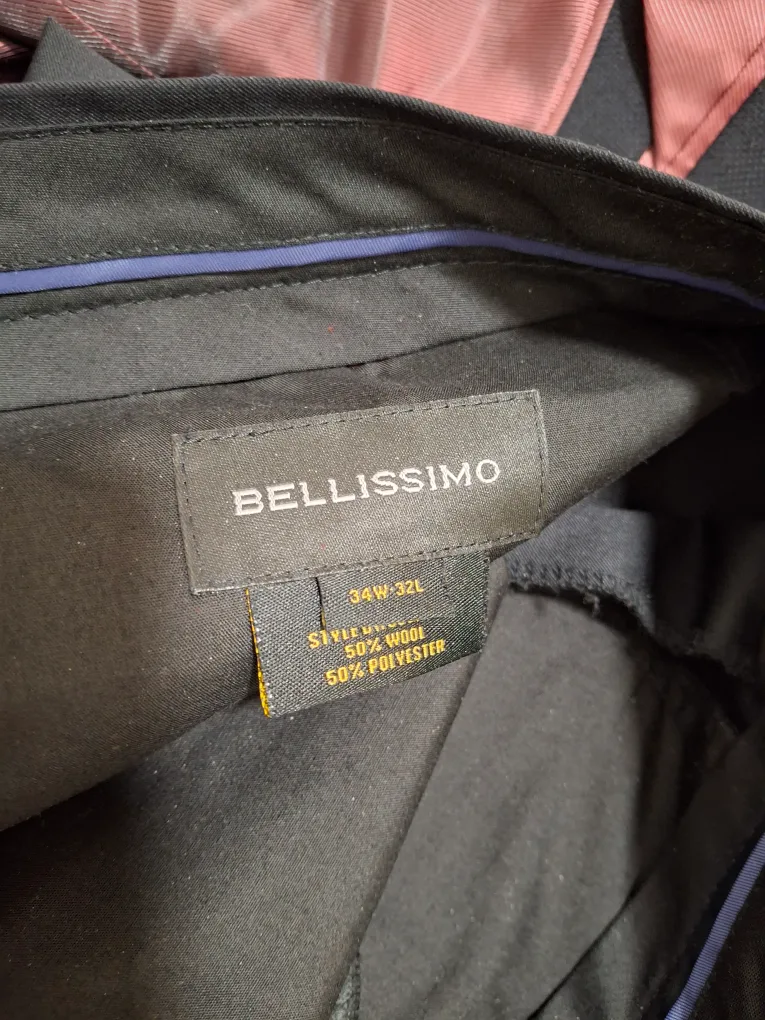 BELLISSIMO
34W-32L
50% WOOL
50% POLYESTER